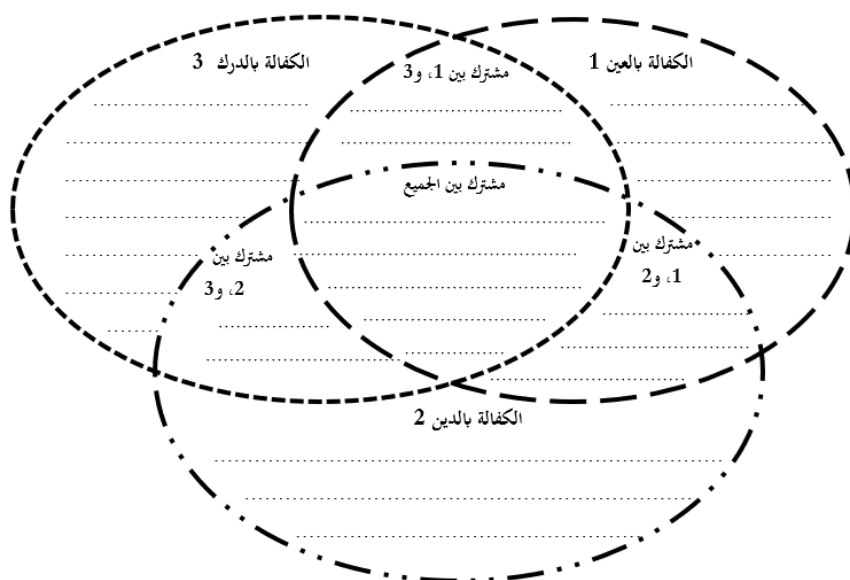 الكفالة بالعين 1
الكفالة بالدرك 3
مشترك بين 1، و3
مشترك بين الجميع
مشترك بين
1، و2
مشترك بين
2، و3
الكفالة بالدين 2